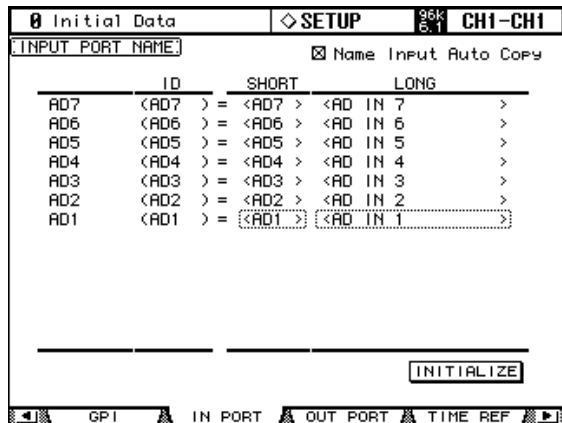 0 Initial Data ◇SETUP 96k 6.1 CH1-CH1
INPUT PORT NAME ☒ Name Input Auto Copy
ID SHORT LONG
AD7 (AD7 ) = <AD7 > <AD IN 7 >
AD6 (AD6 ) = <AD6 > <AD IN 6 >
AD5 (AD5 ) = <AD5 > <AD IN 5 >
AD4 (AD4 ) = <AD4 > <AD IN 4 >
AD3 (AD3 ) = <AD3 > <AD IN 3 >
AD2 (AD2 ) = <AD2 > <AD IN 2 >
AD1 (AD1 ) = <AD1 > <AD IN 1 >
INITIALIZE
GPI IN PORT OUT PORT TIME REF